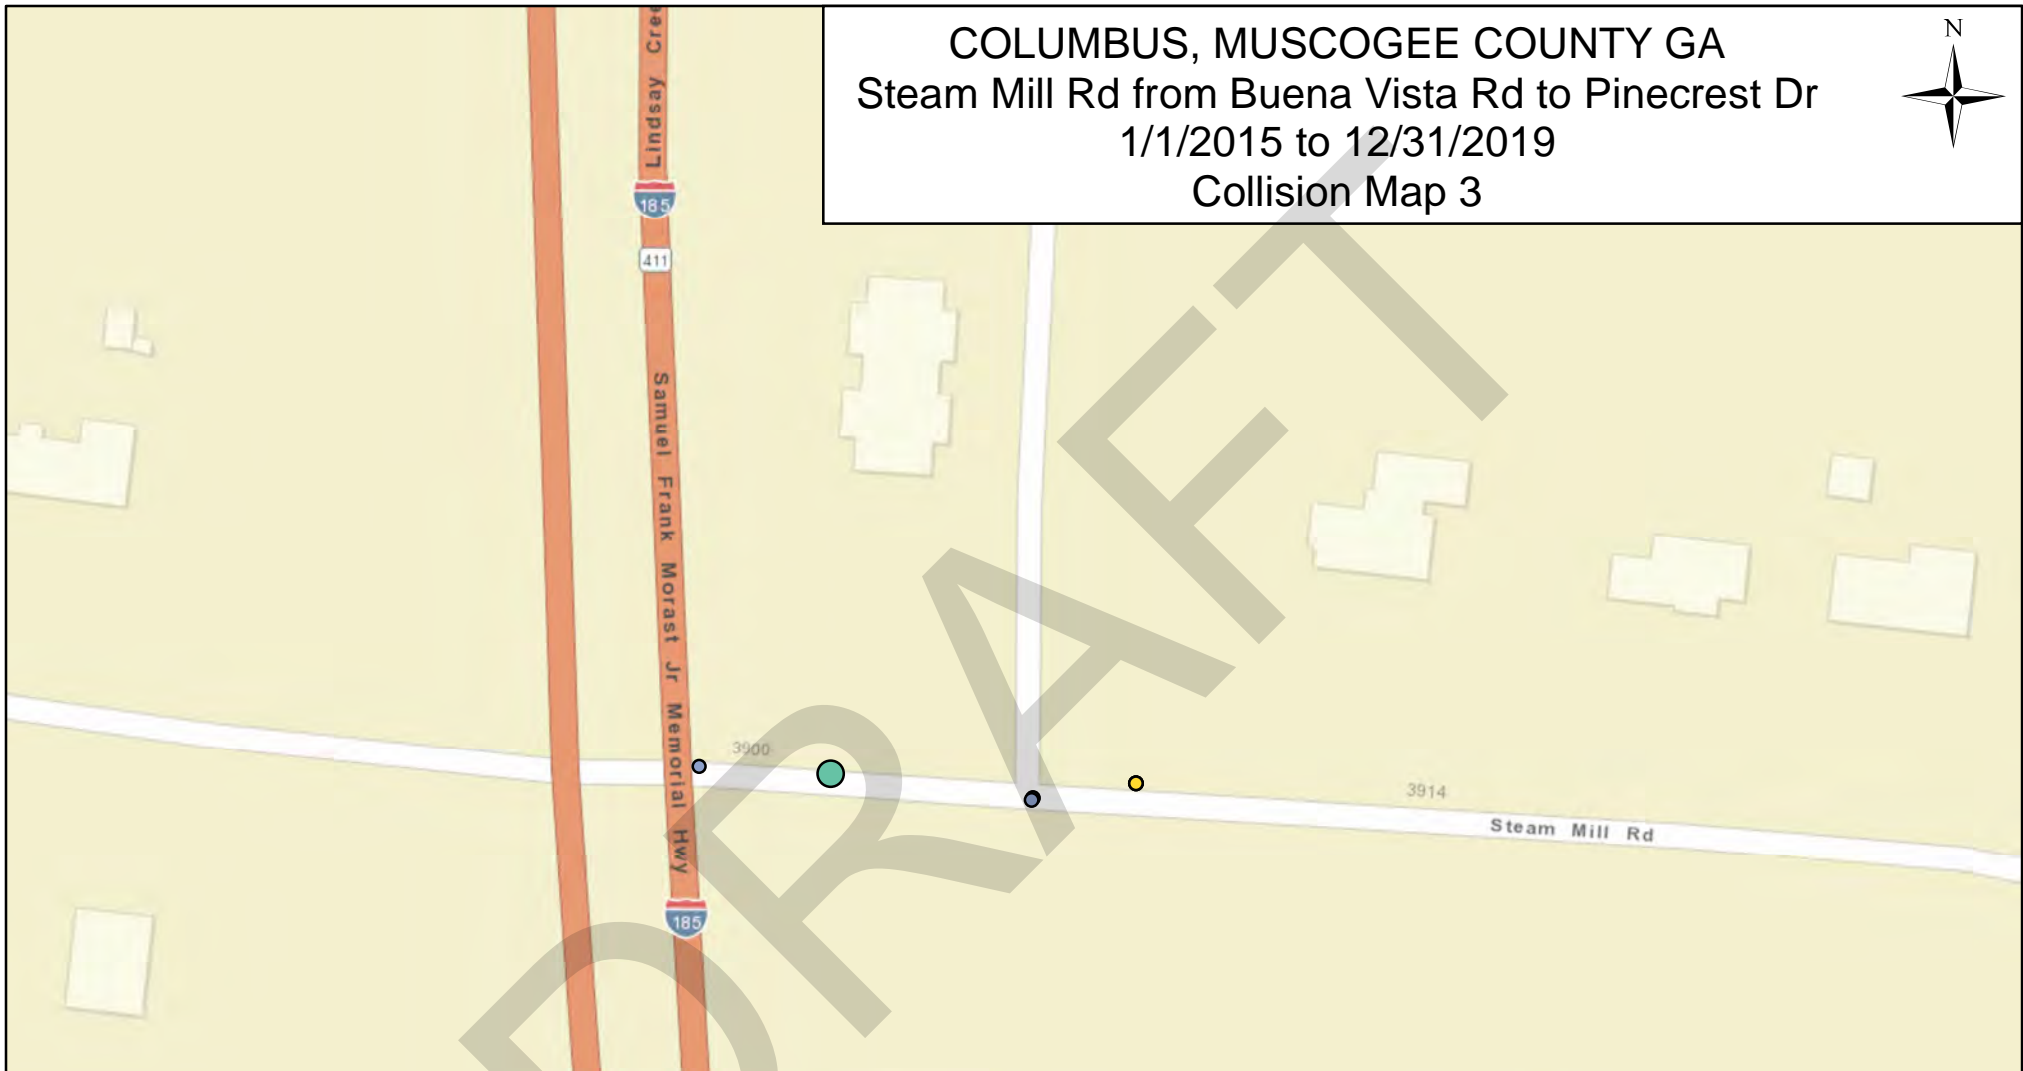 COLUMBUS, MUSCOGEE COUNTY GA
Steam Mill Rd from Buena Vista Rd to Pinecrest Dr
1/1/2015 to 12/31/2019
Collision Map 3
N
Lindsay Cree
185
411
Samuel Frank Morast Jr Memorial Hwy
3900
3914
Steam Mill Rd
185
DRAFT